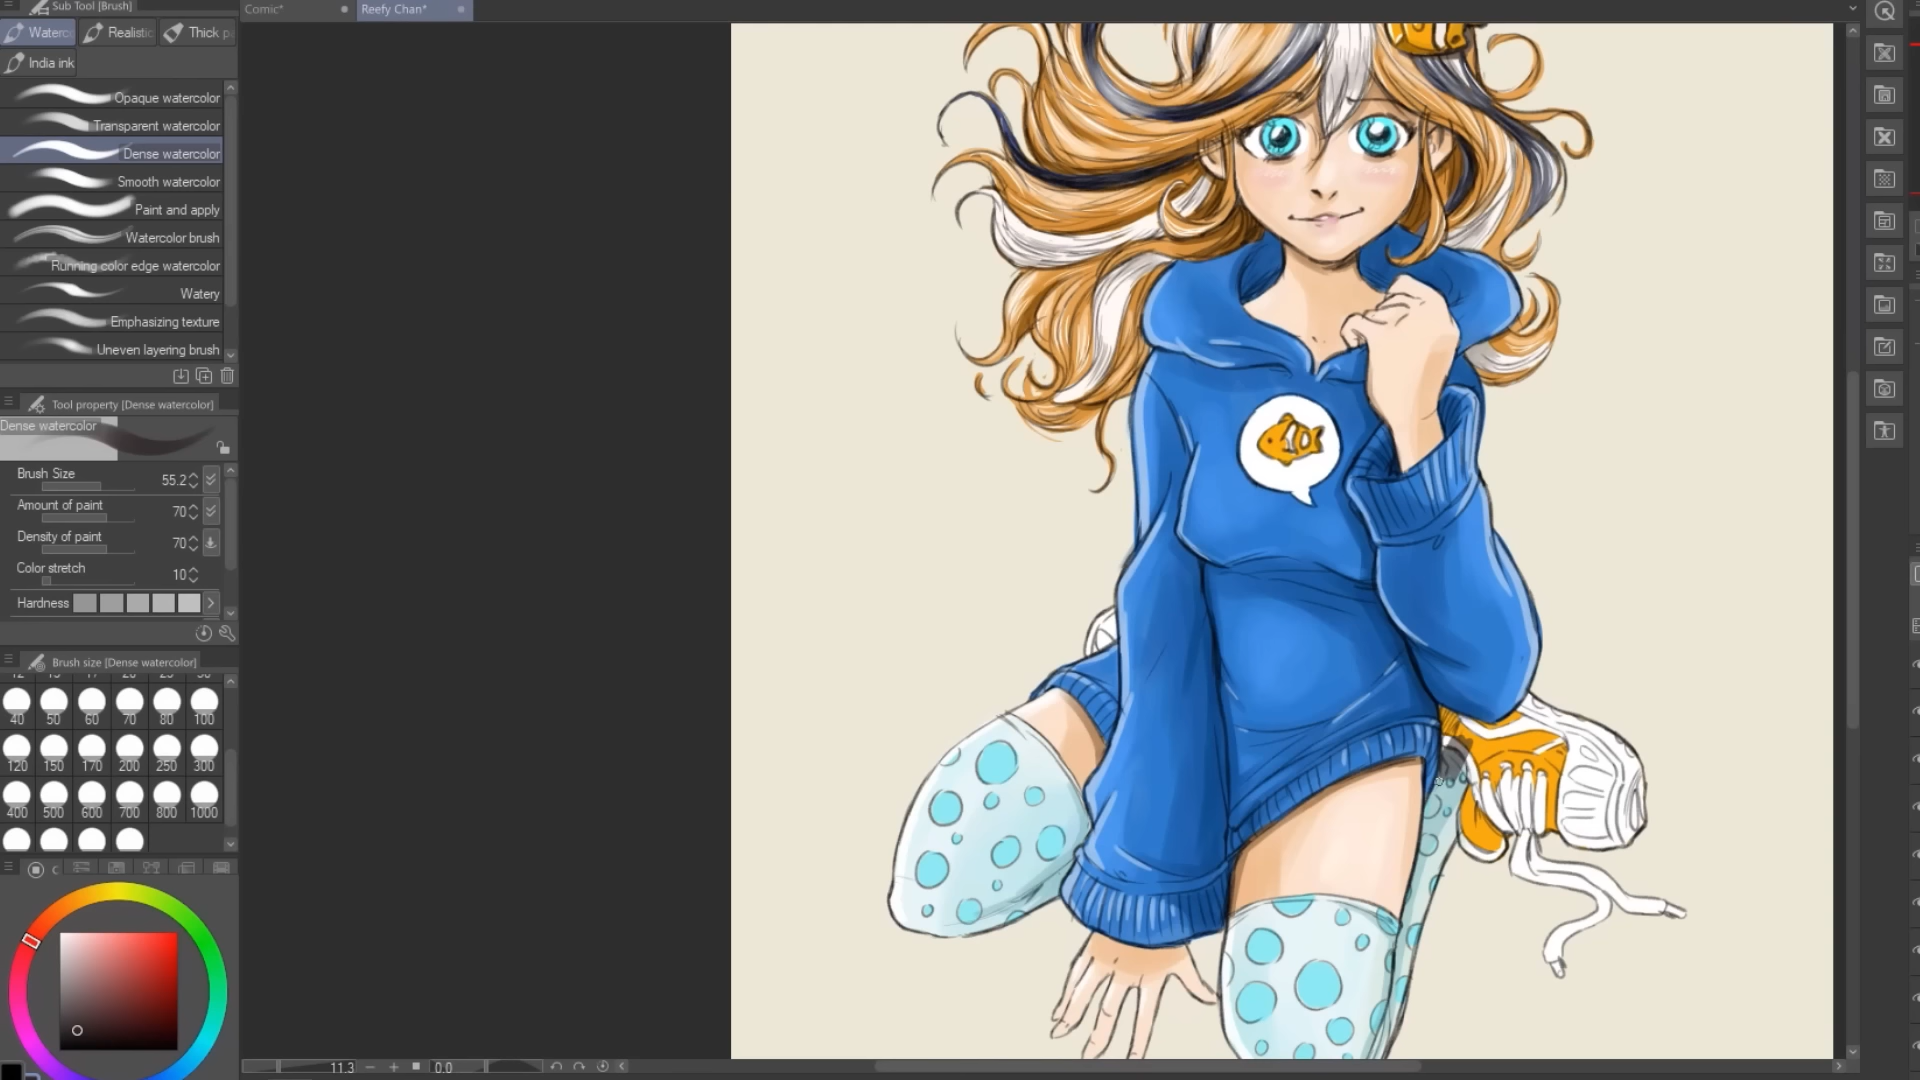 Sub Tool [Brush]
Comic*
Reefy Chan*
Waterc
Realistic
Thick p
India ink
Opaque watercolor
Transparent watercolor
Dense watercolor
Smooth watercolor
Paint and apply
Watercolor brush
Running color edge watercolor
Watery
Emphasizing texture
Uneven layering brush
Tool property [Dense watercolor]
Dense watercolor
Brush Size 55.2
Amount of paint 70
Density of paint 70
Color stretch 10
Hardness
Brush size [Dense watercolor]
40 50 60 70 80 100
120 150 170 200 250 300
400 500 600 700 800 1000
11.3
0.0